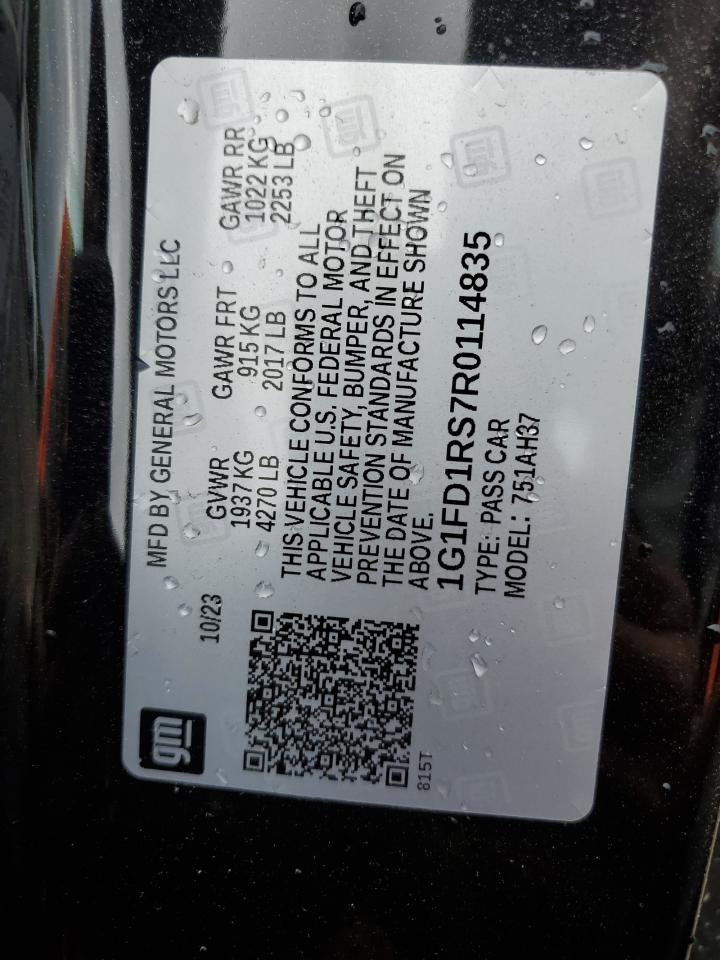 gm
10/23
MFD BY GENERAL MOTORS LLC
GVWR GAWR FRT GAWR RR
1937 KG 915 KG 1022 KG
4270 LB 2017 LB 2253 LB
THIS VEHICLE CONFORMS TO ALL
APPLICABLE U.S. FEDERAL MOTOR
VEHICLE SAFETY, BUMPER, AND THEFT
PREVENTION STANDARDS IN EFFECT ON
THE DATE OF MANUFACTURE SHOWN
ABOVE.
1G1FD1RS7R0114835
TYPE: PASS CAR
MODEL: 751AH37
815T